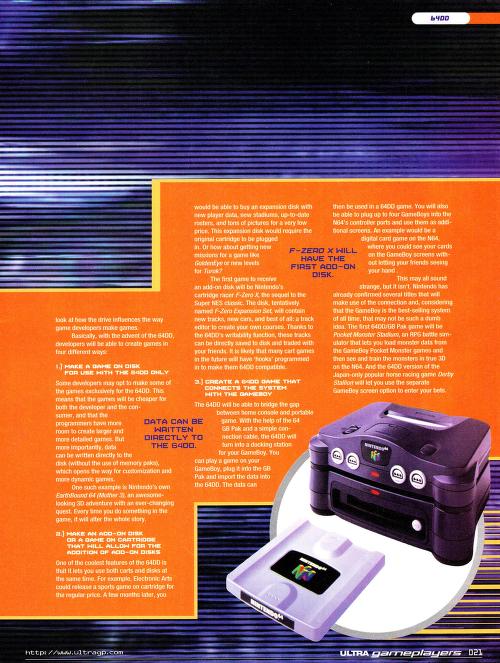 64DD
look at how the drive influences the way
game developers make games.
Basically, with the advent of the 64DD,
developers will be able to create games in
four different ways:
1.) MAKE A GAME ON DISK
FOR USE WITH THE 64DD ONLY
Some developers may opt to make some of
the games exclusively for the 64DD. This
means that the games will be cheaper for
both the developer and the con-
sumer, and that the
programmers have more
room to create larger and
more detailed games. But
more importantly, data
can be written directly to the
disk (without the use of memory paks),
which opens the way for customization and
more dynamic games.
One such example is Nintendo's own
EarthBound 64 (Mother 3), an awesome-
looking 3D adventure with an ever-changing
quest. Every time you do something in the
game, it will alter the whole story.
2.) MAKE AN ADD-ON DISK
OR A GAME ON CARTRIDGE
THAT WILL ALLOW FOR THE
ADDITION OF ADD-ON DISKS
One of the coolest features of the 64DD is
that it lets you use both carts and disks at
the same time. For example, Electronic Arts
could release a sports game on cartridge for
the regular price. A few months later, you
DATA CAN BE
WRITTEN
DIRECTLY TO
THE 64DD.
would be able to buy an expansion disk with
new player data, new stadiums, up-to-date
rosters, and tons of pictures for a very low
price. This expansion disk would require the
original cartridge to be plugged
in. Or how about getting new
missions for a game like
GoldenEye or new levels
for Turok?
The first game to receive
an add-on disk will be Nintendo's
cartridge racer F-Zero X, the sequel to the
Super NES classic. The disk, tentatively
named F-Zero Expansion Set, will contain
new tracks, new cars, and best of all: a track
editor to create your own courses. Thanks to
the 64DD's writability function, these tracks
can be directly saved to disk and traded with
your friends. It is likely that many cart games
in the future will have 'hooks' programmed
in to make them 64DD compatible.
3.) CREATE A 64DD GAME THAT
CONNECTS THE SYSTEM
WITH THE GAMEBOY
The 64DD will be able to bridge the gap
between home console and portable
game. With the help of the 64
GB Pak and a simple con-
nection cable, the 64DD will
turn into a docking station
for your GameBoy. You
can play a game on your
GameBoy, plug it into the GB
Pak and import the data into
the 64DD. The data can
F-ZERO X WILL
HAVE THE
FIRST ADD-ON
DISK.
then be used in a 64DD game. You will also
be able to plug up to four GameBoys into the
N64's controller ports and use them as addi-
tional screens. An example would be a
digital card game on the N64,
where you could see your cards
on the GameBoy screens with-
out letting your friends seeing
your hand.
This may all sound
strange, but it isn't. Nintendo has
already confirmed several titles that will
make use of the connection and, considering
that the GameBoy is the best-selling system
of all time, that may not be such a dumb
idea. The first 64DD/GB Pak game will be
Pocket Monster Stadium, an RPG battle sim-
ulator that lets you load monster data from
the GameBoy Pocket Monster games and
then see and train the monsters in true 3D
on the N64. And the 64DD version of the
Japan-only popular horse racing game Derby
Stallion will let you use the separate
GameBoy screen option to enter your bets.
NINTENDO64
NINTENDO64
http://www.ultragp.com
ULTRA gameplayers 021